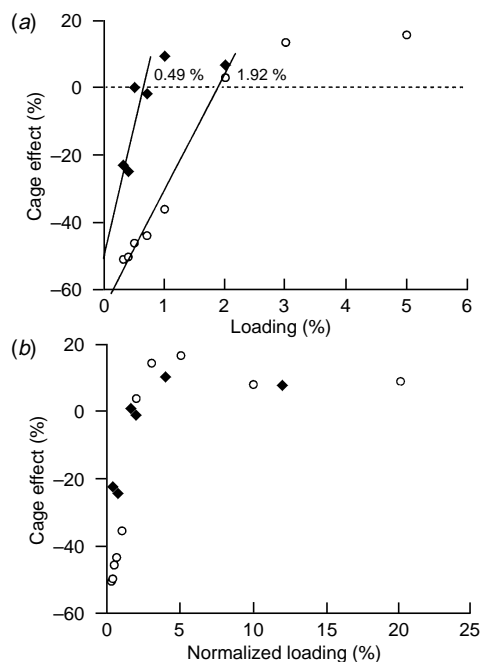 (a)
20
0
–20
–40
–60
Cage effect (%)
0.49 %
1.92 %
0 1 2 3 4 5 6
Loading (%)
(b)
20
0
–20
–40
–60
Cage effect (%)
0 5 10 15 20 25
Normalized loading (%)